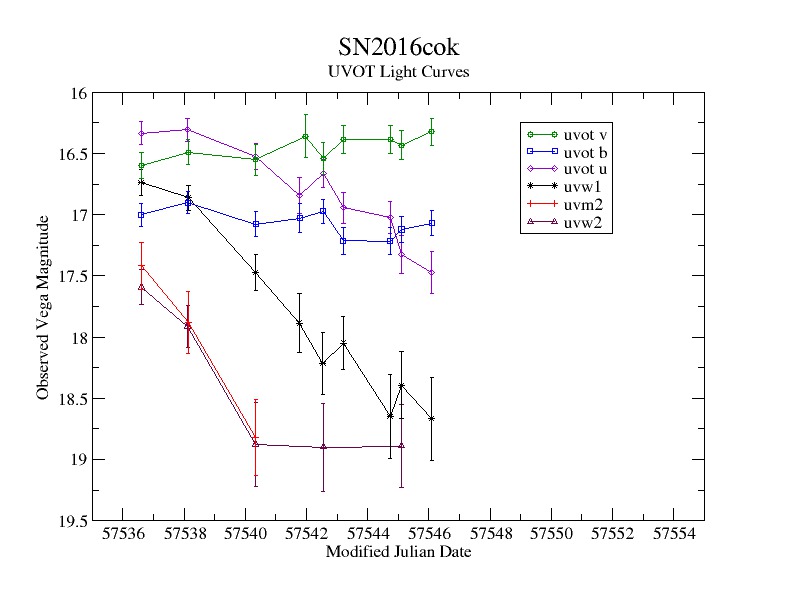 SN2016cok
UVOT Light Curves
16
16.5
17
17.5
18
18.5
19
19.5
Observed Vega Magnitude
uvot v
uvot b
uvot u
uvw1
uvm2
uvw2
57536 57538 57540 57542 57544 57546 57548 57550 57552 57554
Modified Julian Date